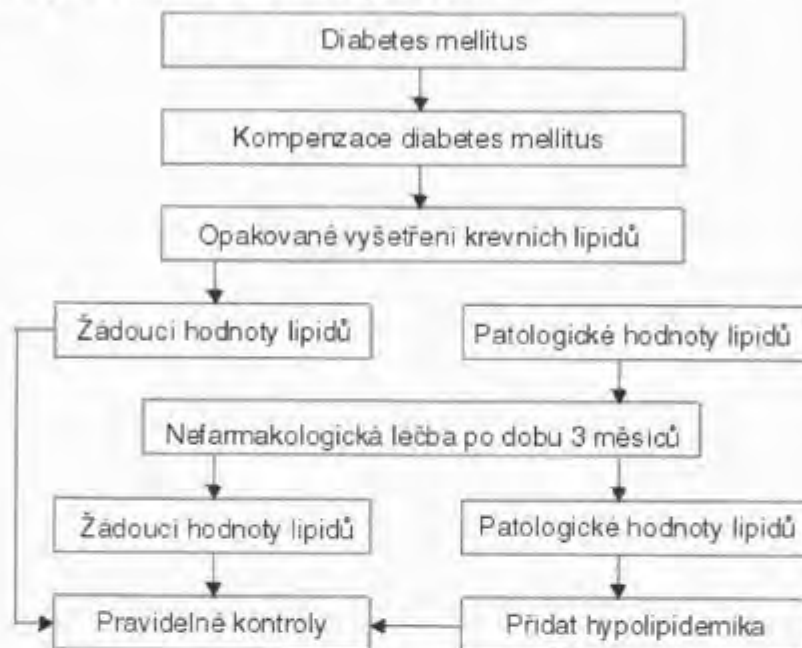 Diabetes mellitus
Kompenzace diabetes mellitus
Opakované vyšetření krevních lipidů
Žádoucí hodnoty lipidů
Patologické hodnoty lipidů
Nefarmakologická léčba po dobu 3 měsíců
Žádoucí hodnoty lipidů
Patologické hodnoty lipidů
Pravidelné kontroly
Přidat hypolipidemika